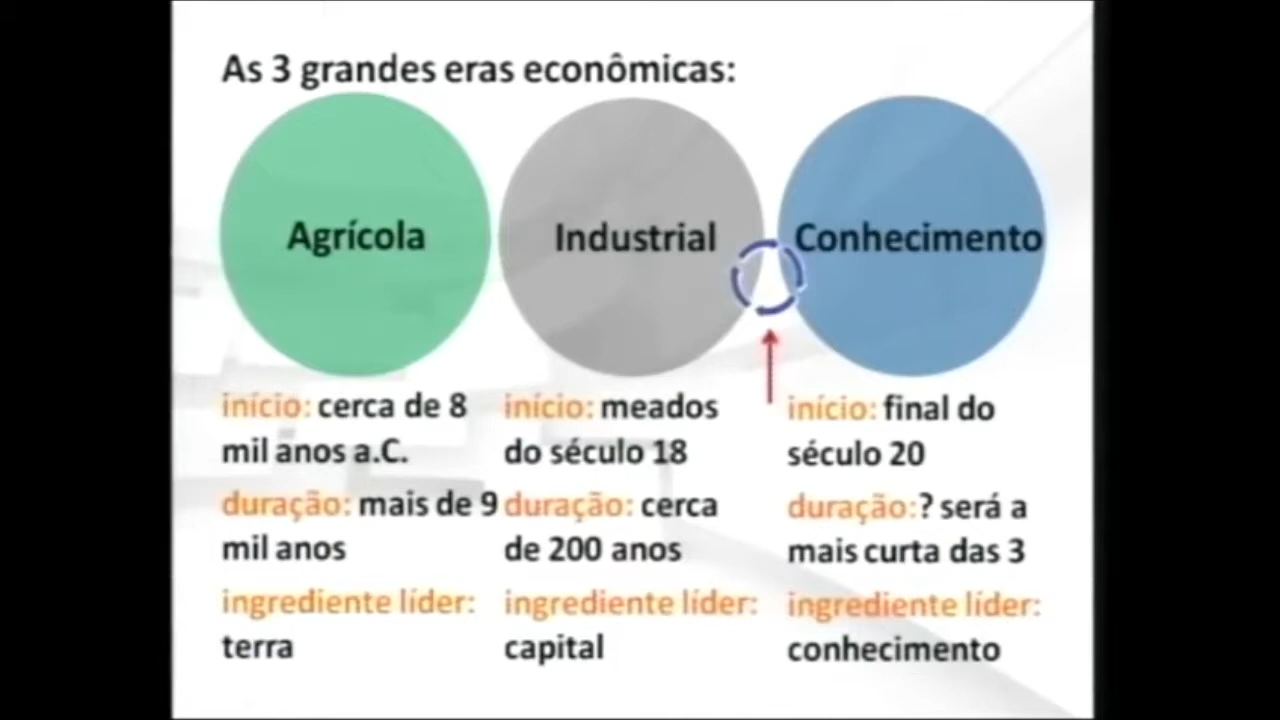 As 3 grandes eras econômicas:
Agrícola
Industrial
Conhecimento
início: cerca de 8
mil anos a.C.
duração: mais de 9
mil anos
ingrediente líder:
terra
início: meados
do século 18
duração: cerca
de 200 anos
ingrediente líder:
capital
início: final do
século 20
duração:? será a
mais curta das 3
ingrediente líder:
conhecimento